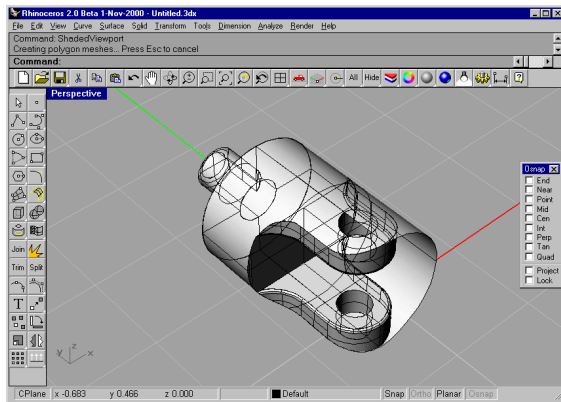 Rhinoceros 2.0 Beta 1-Nov-2000 - Untitled.3dx
File Edit View Curve Surface Solid Transform Tools Dimension Analyze Render Help
Command: ShadedViewport
Creating polygon meshes... Press Esc to cancel
Command:
All Hide
Perspective
Osnap
End
Near
Point
Mid
Cen
Int
Perp
Tan
Quad
Project
Lock
Join
Trim Split
T
z
y x
CPlane x -0.683 y 0.466 z 0.000 Default Snap Ortho Planar Osnap